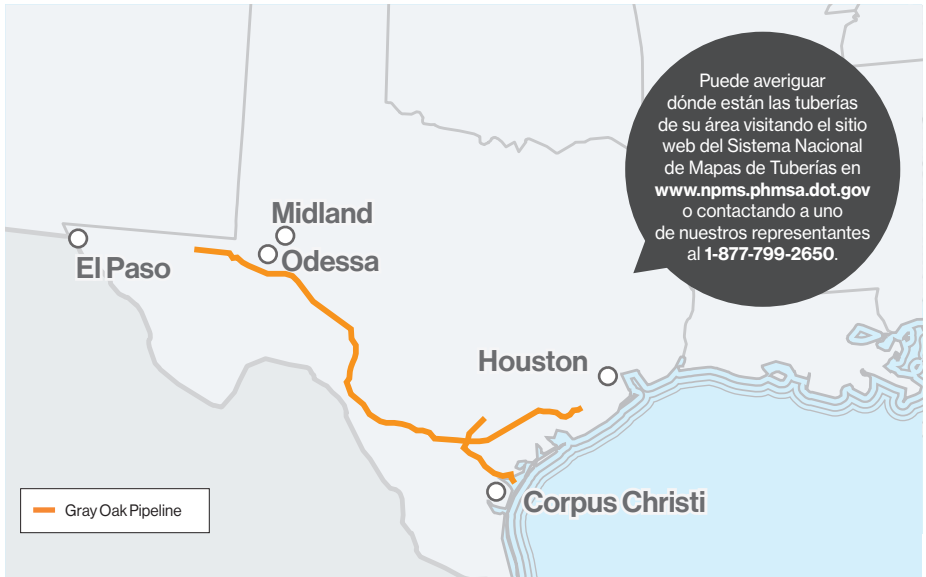 Puede averiguar
dónde están las tuberías
de su área visitando el sitio
web del Sistema Nacional
de Mapas de Tuberías en
www.npms.phmsa.dot.gov
o contactando a uno
de nuestros representantes
al 1-877-799-2650.
Midland
Odessa
El Paso
Houston
Corpus Christi
Gray Oak Pipeline